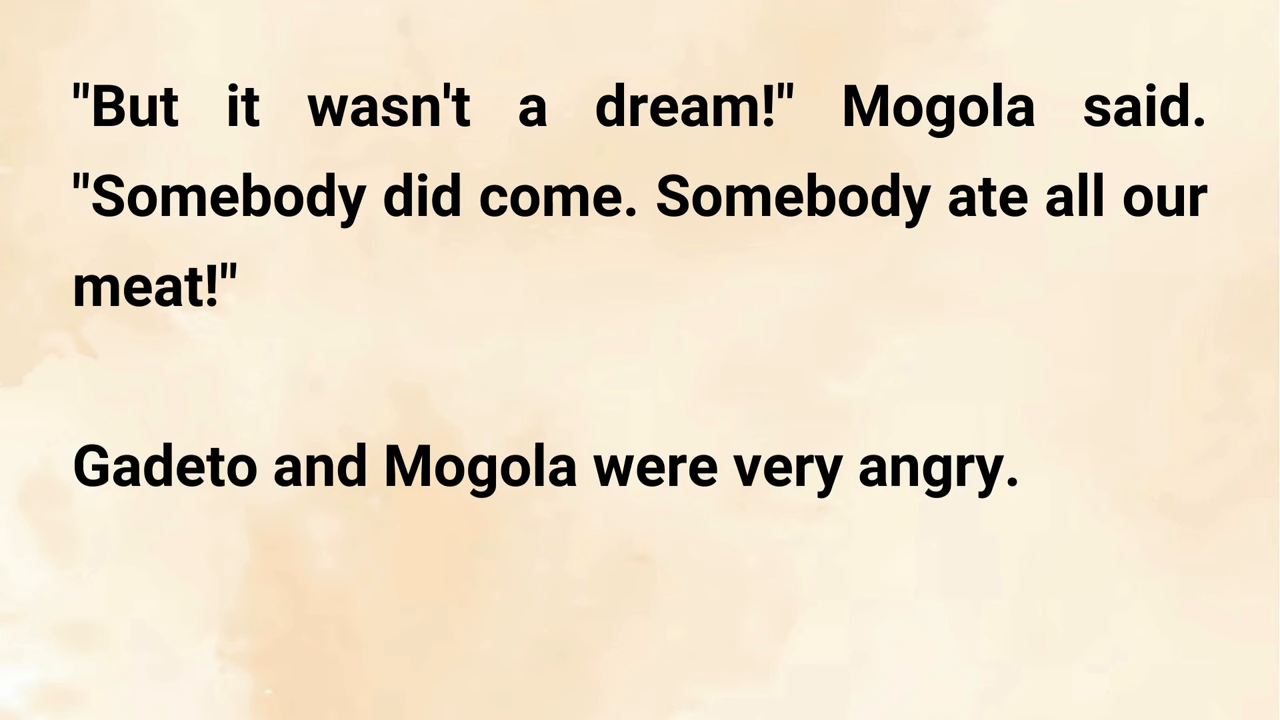 "But it wasn't a dream!" Mogola said.
"Somebody did come. Somebody ate all our
meat!"
Gadeto and Mogola were very angry.